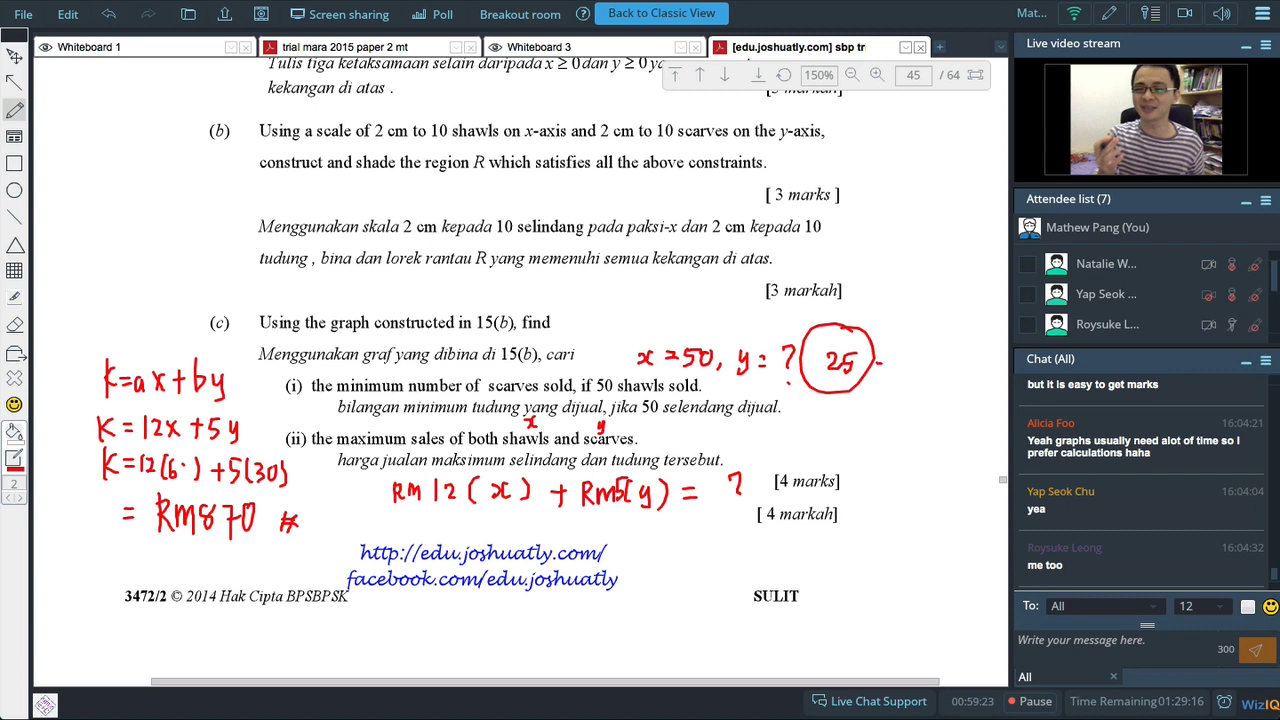 File Edit Screen sharing Poll Breakout room Back to Classic View Mat...
Whiteboard 1 trial mara 2015 paper 2 mt Whiteboard 3 [edu.joshuatly.com] sbp tr
150% 45 / 64
Tulis tiga ketaksamaan selain daripada x ≥ 0 dan y ≥ 0
kekangan di atas .
(b) Using a scale of 2 cm to 10 shawls on x-axis and 2 cm to 10 scarves on the y-axis,
construct and shade the region R which satisfies all the above constraints.
[ 3 marks ]
Menggunakan skala 2 cm kepada 10 selindang pada paksi-x dan 2 cm kepada 10
tudung , bina dan lorek rantau R yang memenuhi semua kekangan di atas.
[3 markah]
(c) Using the graph constructed in 15(b), find
Menggunakan graf yang dibina di 15(b), cari
x = 50, y = ? 25
(i) the minimum number of scarves sold, if 50 shawls sold.
bilangan minimum tudung yang dijual, jika 50 selendang dijual.
x y
(ii) the maximum sales of both shawls and scarves.
harga jualan maksimum selindang dan tudung tersebut.
[4 marks]
RM 12 ( x ) + RM5( y ) = ?
[ 4 markah]
K=ax+by
K=12x+5y
+5(30)
= RM870
http://edu.joshuatly.com/
facebook.com/edu.joshuatly
3472/2 © 2014 Hak Cipta BPSBPSK SULIT
2
Live video stream
Attendee list (7)
Mathew Pang (You)
Natalie W...
Yap Seok ...
Roysuke L...
Chat (All)
but it is easy to get marks
Alicia Foo 16:04:21
Yeah graphs usually need alot of time so I
prefer calculations haha
Yap Seok Chu 16:04:04
yea
Roysuke Leong 16:04:32
me too
To: All 12
Write your message here.
300
All
Live Chat Support 00:59:23 Pause Time Remaining 01:29:16 WizIQ